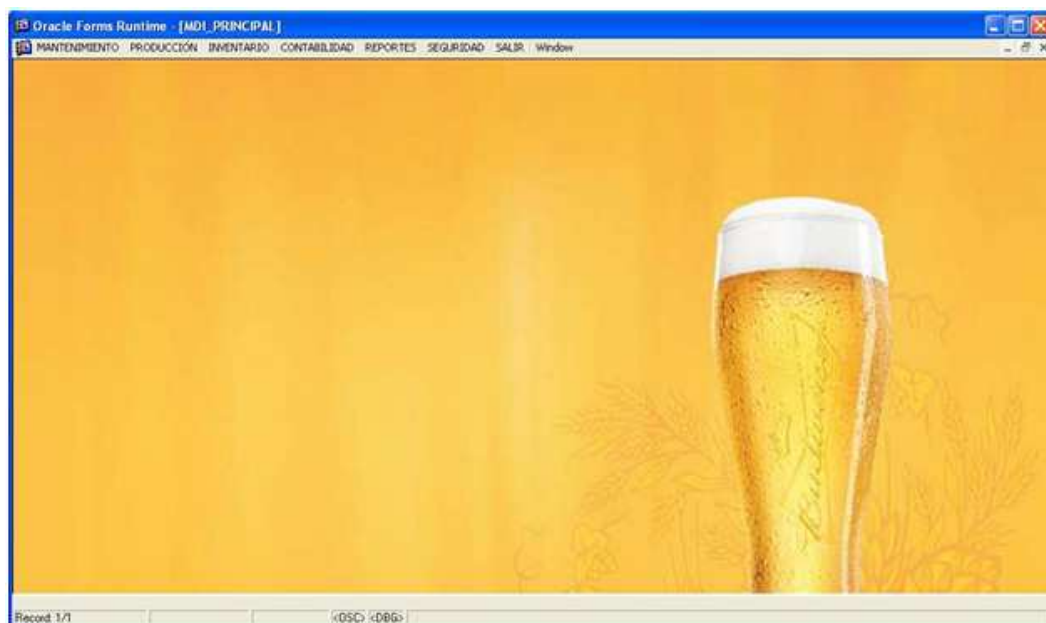 Oracle Forms Runtime - [MDI_PRINCIPAL]
MANTENIMIENTO PRODUCCIÓN INVENTARIO CONTABILIDAD REPORTES SEGURIDAD SALIR Window
Record: 1/1 <OSC> <DBG>